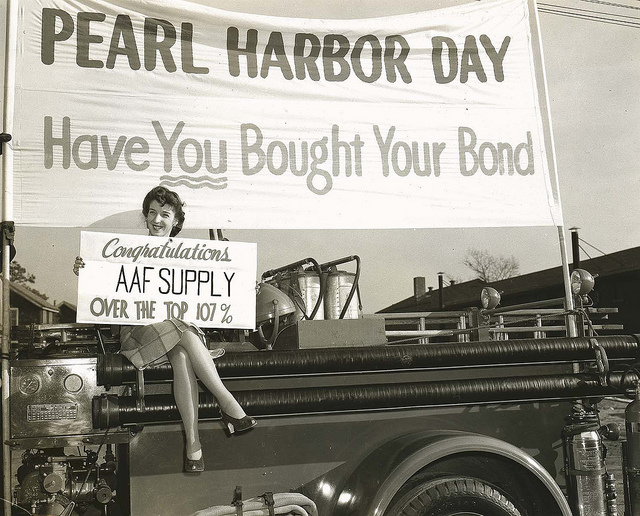 PEARL HARBOR DAY
Have You Bought Your Bond
Congratulations
AAF SUPPLY
OVER THE TOP 107%